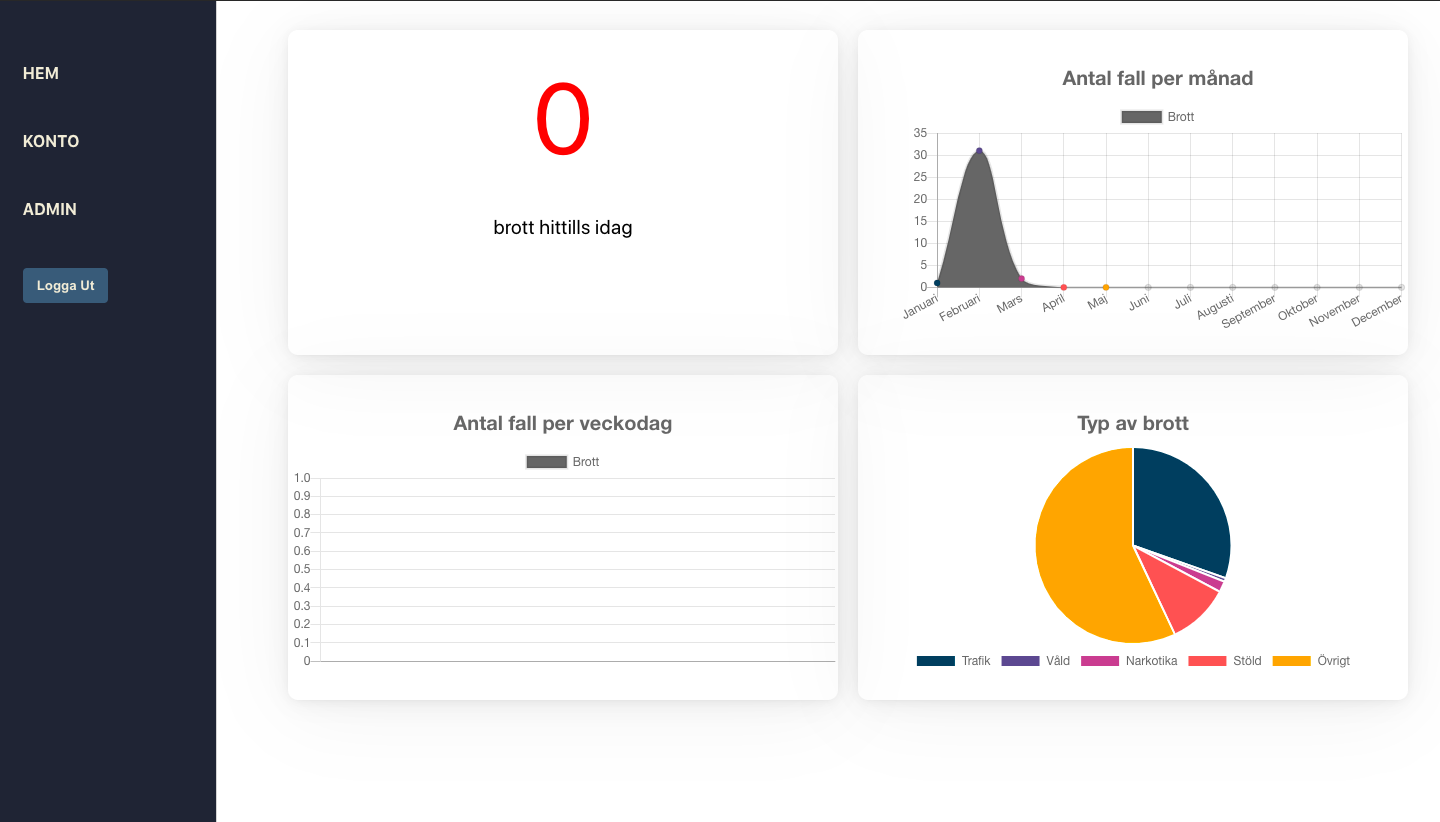 HEM
KONTO
ADMIN
Logga Ut
0
brott hittills idag
Antal fall per månad
Brott
35
30
25
20
15
10
5
0
Januari Februari Mars April Maj Juni Juli Augusti September Oktober November December
Antal fall per veckodag
Brott
1.0
0.9
0.8
0.7
0.6
0.5
0.4
0.3
0.2
0.1
0
Typ av brott
Trafik Våld Narkotika Stöld Övrigt